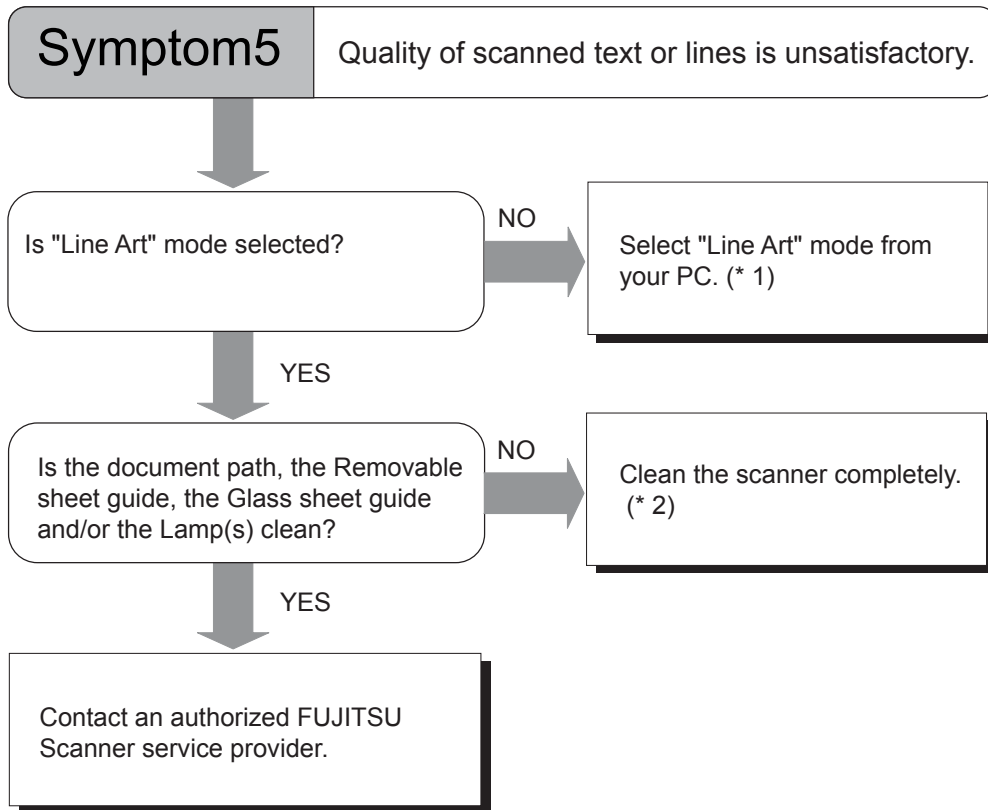 Symptom5
Quality of scanned text or lines is unsatisfactory.
Is "Line Art" mode selected?
NO
Select "Line Art" mode from
your PC. (* 1)
YES
Is the document path, the Removable
sheet guide, the Glass sheet guide
and/or the Lamp(s) clean?
NO
Clean the scanner completely.
(* 2)
YES
Contact an authorized FUJITSU
Scanner service provider.